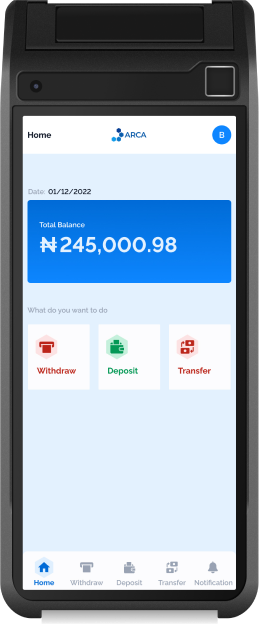 Home
ARCA
B
Date: 01/12/2022
Total Balance
₦245,000.98
What do you want to do
Withdraw
Deposit
Transfer
Home
Withdraw
Deposit
Transfer
Notification